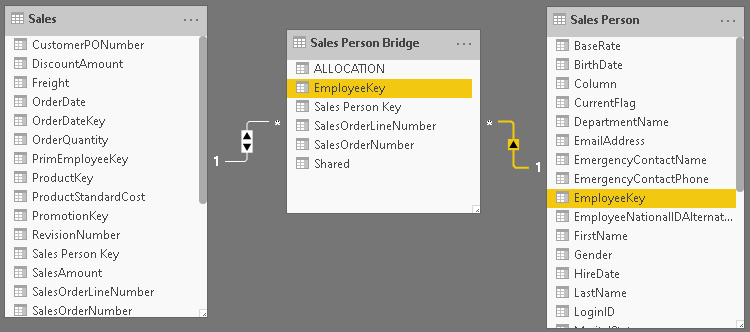 Sales
CustomerPONumber
DiscountAmount
Freight
OrderDate
OrderDateKey
OrderQuantity
PrimEmployeeKey
ProductKey
ProductStandardCost
PromotionKey
RevisionNumber
Sales Person Key
SalesAmount
SalesOrderLineNumber
SalesOrderNumber
1
*
Sales Person Bridge
ALLOCATION
EmployeeKey
Sales Person Key
SalesOrderLineNumber
SalesOrderNumber
Shared
*
1
Sales Person
BaseRate
BirthDate
Column
CurrentFlag
DepartmentName
EmailAddress
EmergencyContactName
EmergencyContactPhone
EmployeeKey
EmployeeNationalIDAlternat...
FirstName
Gender
HireDate
LastName
LoginID